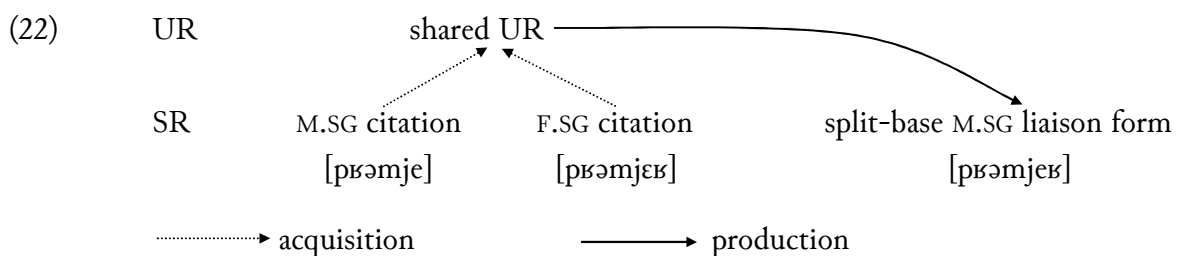 (22) UR shared UR
SR M.SG citation F.SG citation split-base M.SG liaison form
[pʁəmje] [pʁəmjɛʁ] [pʁəmjeʁ]
acquisition production